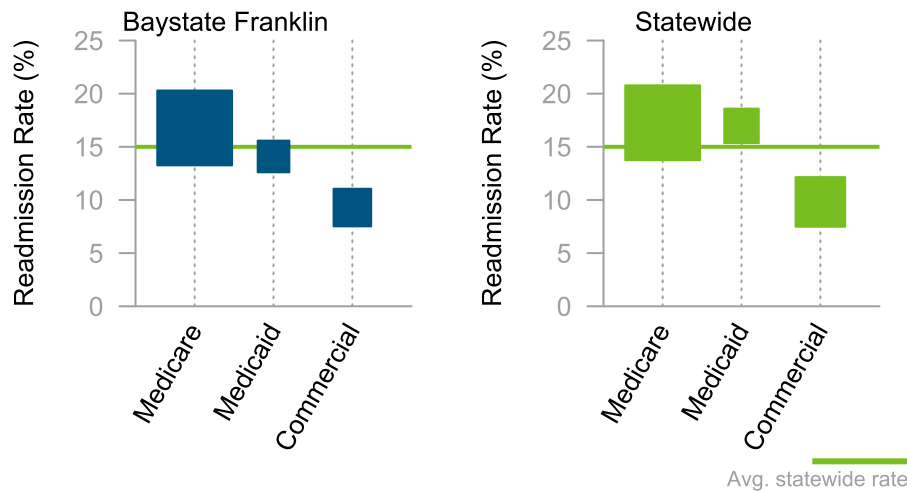 Baystate Franklin
Readmission Rate (%)
25
20
15
10
5
0
Medicare
Medicaid
Commercial
Statewide
Readmission Rate (%)
25
20
15
10
5
0
Medicare
Medicaid
Commercial
Avg. statewide rate